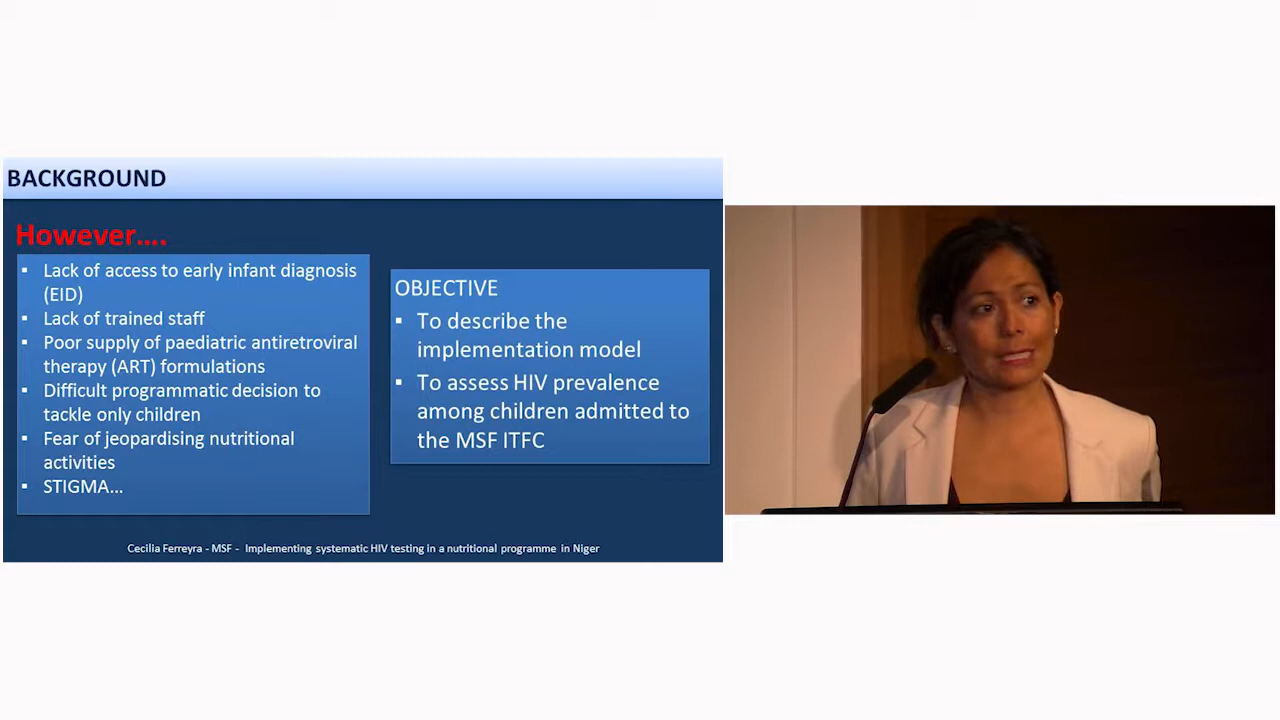 BACKGROUND
However....
▪ Lack of access to early infant diagnosis
(EID)
▪ Lack of trained staff
▪ Poor supply of paediatric antiretroviral
therapy (ART) formulations
▪ Difficult programmatic decision to
tackle only children
▪ Fear of jeopardising nutritional
activities
▪ STIGMA...
OBJECTIVE
▪ To describe the
implementation model
▪ To assess HIV prevalence
among children admitted to
the MSF ITFC
Cecilia Ferreyra - MSF - Implementing systematic HIV testing in a nutritional programme in Niger